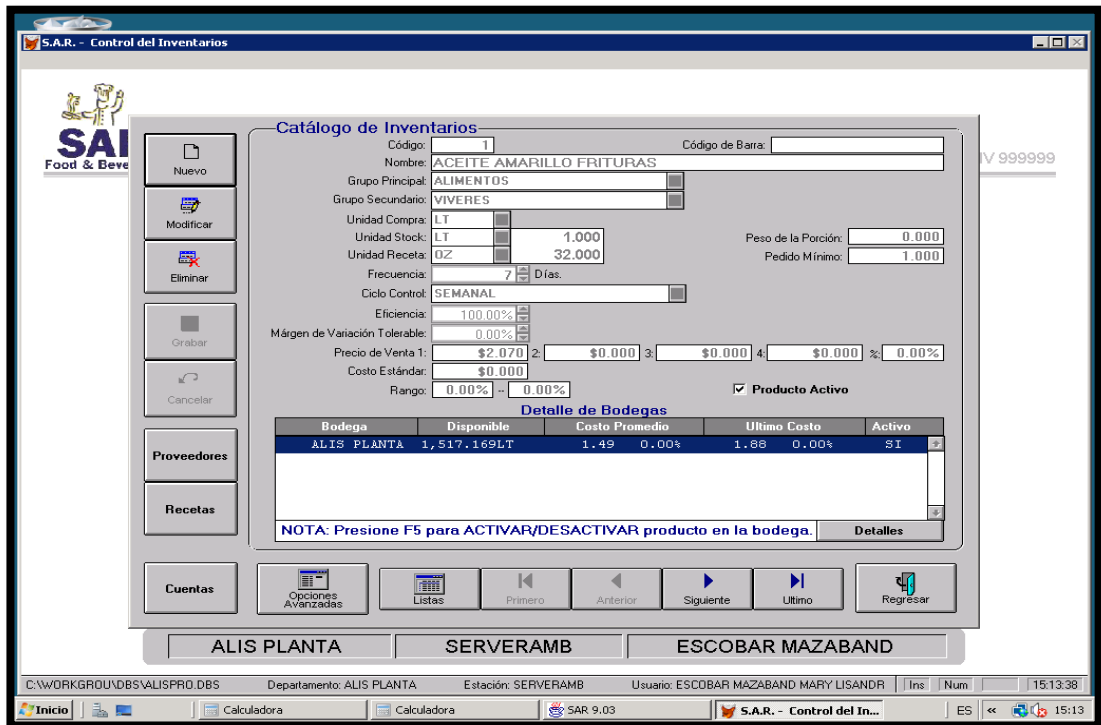 S.A.R. - Control del Inventarios
SAI
Food & Beve
IV 999999
Catálogo de Inventarios
Código: 1 Código de Barra:
Nombre: ACEITE AMARILLO FRITURAS
Grupo Principal: ALIMENTOS
Grupo Secundario: VIVERES
Unidad Compra: LT
Unidad Stock: LT 1.000 Peso de la Porción: 0.000
Unidad Receta: OZ 32.000 Pedido Mínimo: 1.000
Frecuencia: 7 Días.
Ciclo Control: SEMANAL
Eficiencia: 100.00%
Márgen de Variación Tolerable: 0.00%
Precio de Venta 1: $2.070 2: $0.000 3: $0.000 4: $0.000 %: 0.00%
Costo Estándar: $0.000
Rango: 0.00% -- 0.00% Producto Activo
Detalle de Bodegas
Bodega Disponible Costo Promedio Ultimo Costo Activo
ALIS PLANTA 1,517.169LT 1.49 0.00% 1.88 0.00% SI
NOTA: Presione F5 para ACTIVAR/DESACTIVAR producto en la bodega. Detalles
Nuevo
Modificar
Eliminar
Grabar
Cancelar
Proveedores
Recetas
Cuentas
Opciones Avanzadas Listas Primero Anterior Siguiente Ultimo Regresar
ALIS PLANTA SERVERAMB ESCOBAR MAZABAND
C:\WORKGROU\DBS\ALISPRO.DBS Departamento: ALIS PLANTA Estación: SERVERAMB Usuario: ESCOBAR MAZABAND MARY LISANDR Ins Num 15:13:38
Inicio Calculadora Calculadora SAR 9.03 S.A.R. - Control del In... ES « 15:13